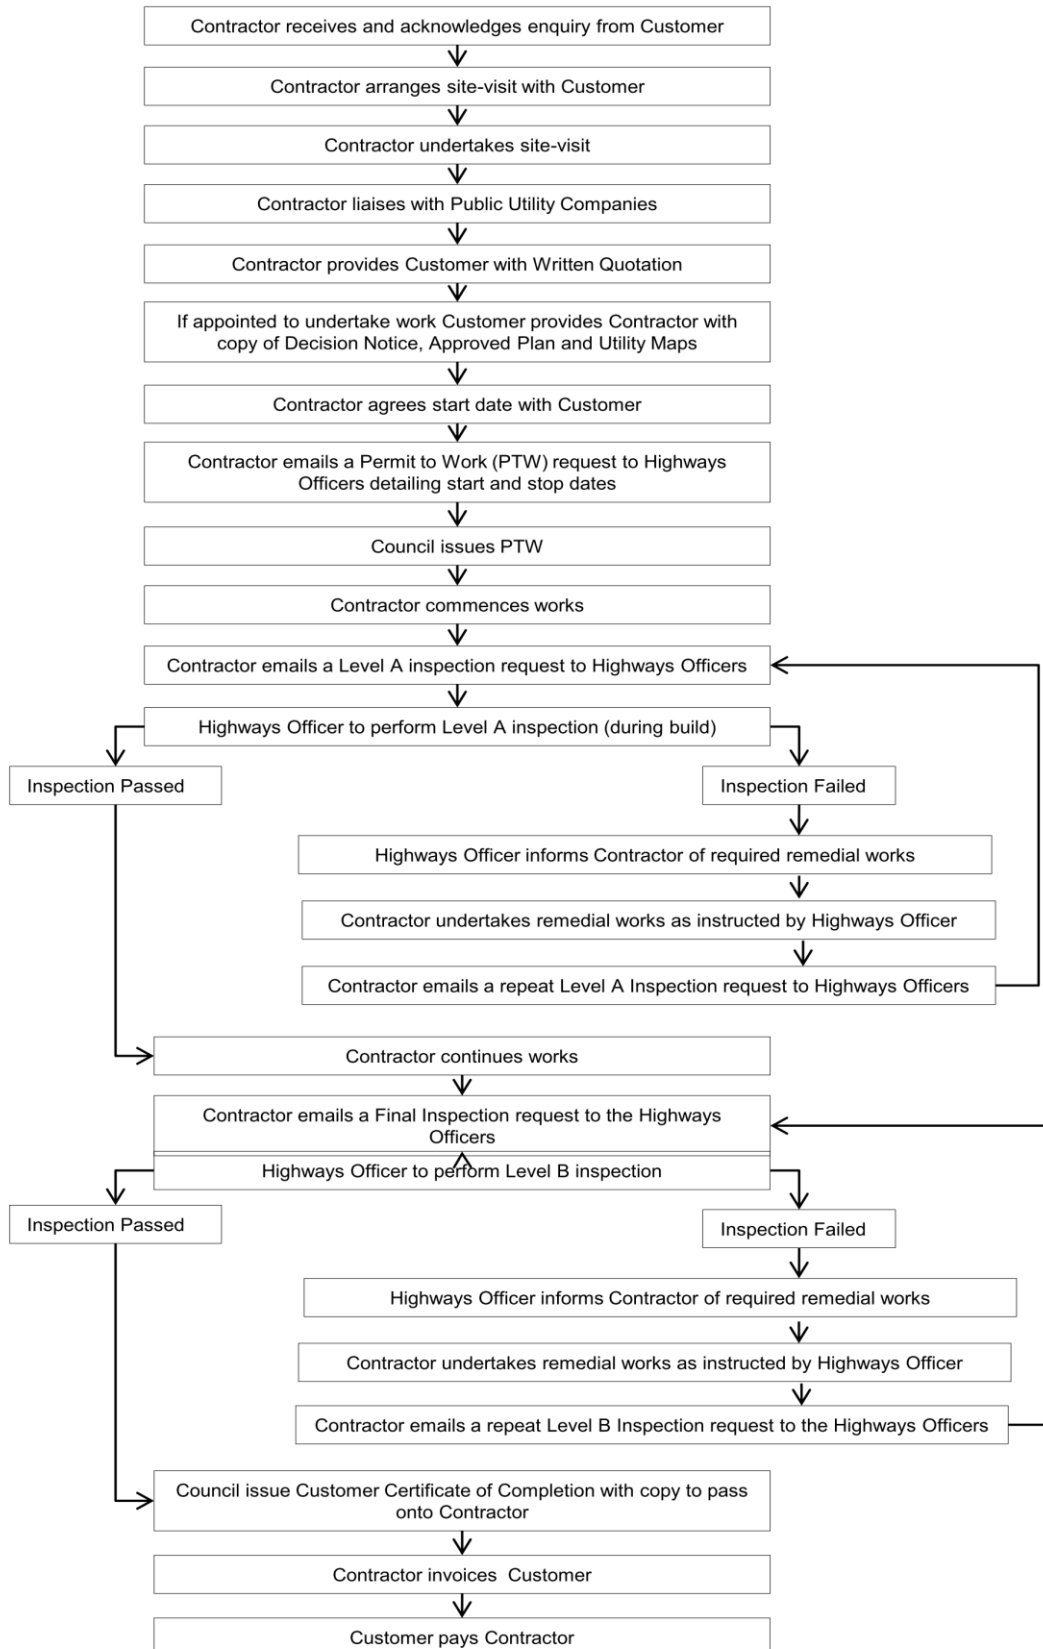 Contractor receives and acknowledges enquiry from Customer
Contractor arranges site-visit with Customer
Contractor undertakes site-visit
Contractor liaises with Public Utility Companies
Contractor provides Customer with Written Quotation
If appointed to undertake work Customer provides Contractor with
copy of Decision Notice, Approved Plan and Utility Maps
Contractor agrees start date with Customer
Contractor emails a Permit to Work (PTW) request to Highways
Officers detailing start and stop dates
Council issues PTW
Contractor commences works
Contractor emails a Level A inspection request to Highways Officers
Highways Officer to perform Level A inspection (during build)
Inspection Passed
Inspection Failed
Highways Officer informs Contractor of required remedial works
Contractor undertakes remedial works as instructed by Highways Officer
Contractor emails a repeat Level A Inspection request to Highways Officers
Contractor continues works
Contractor emails a Final Inspection request to the Highways
Officers
Highways Officer to perform Level B inspection
Inspection Passed
Inspection Failed
Highways Officer informs Contractor of required remedial works
Contractor undertakes remedial works as instructed by Highways Officer
Contractor emails a repeat Level B Inspection request to the Highways Officers
Council issue Customer Certificate of Completion with copy to pass
onto Contractor
Contractor invoices Customer
Customer pays Contractor